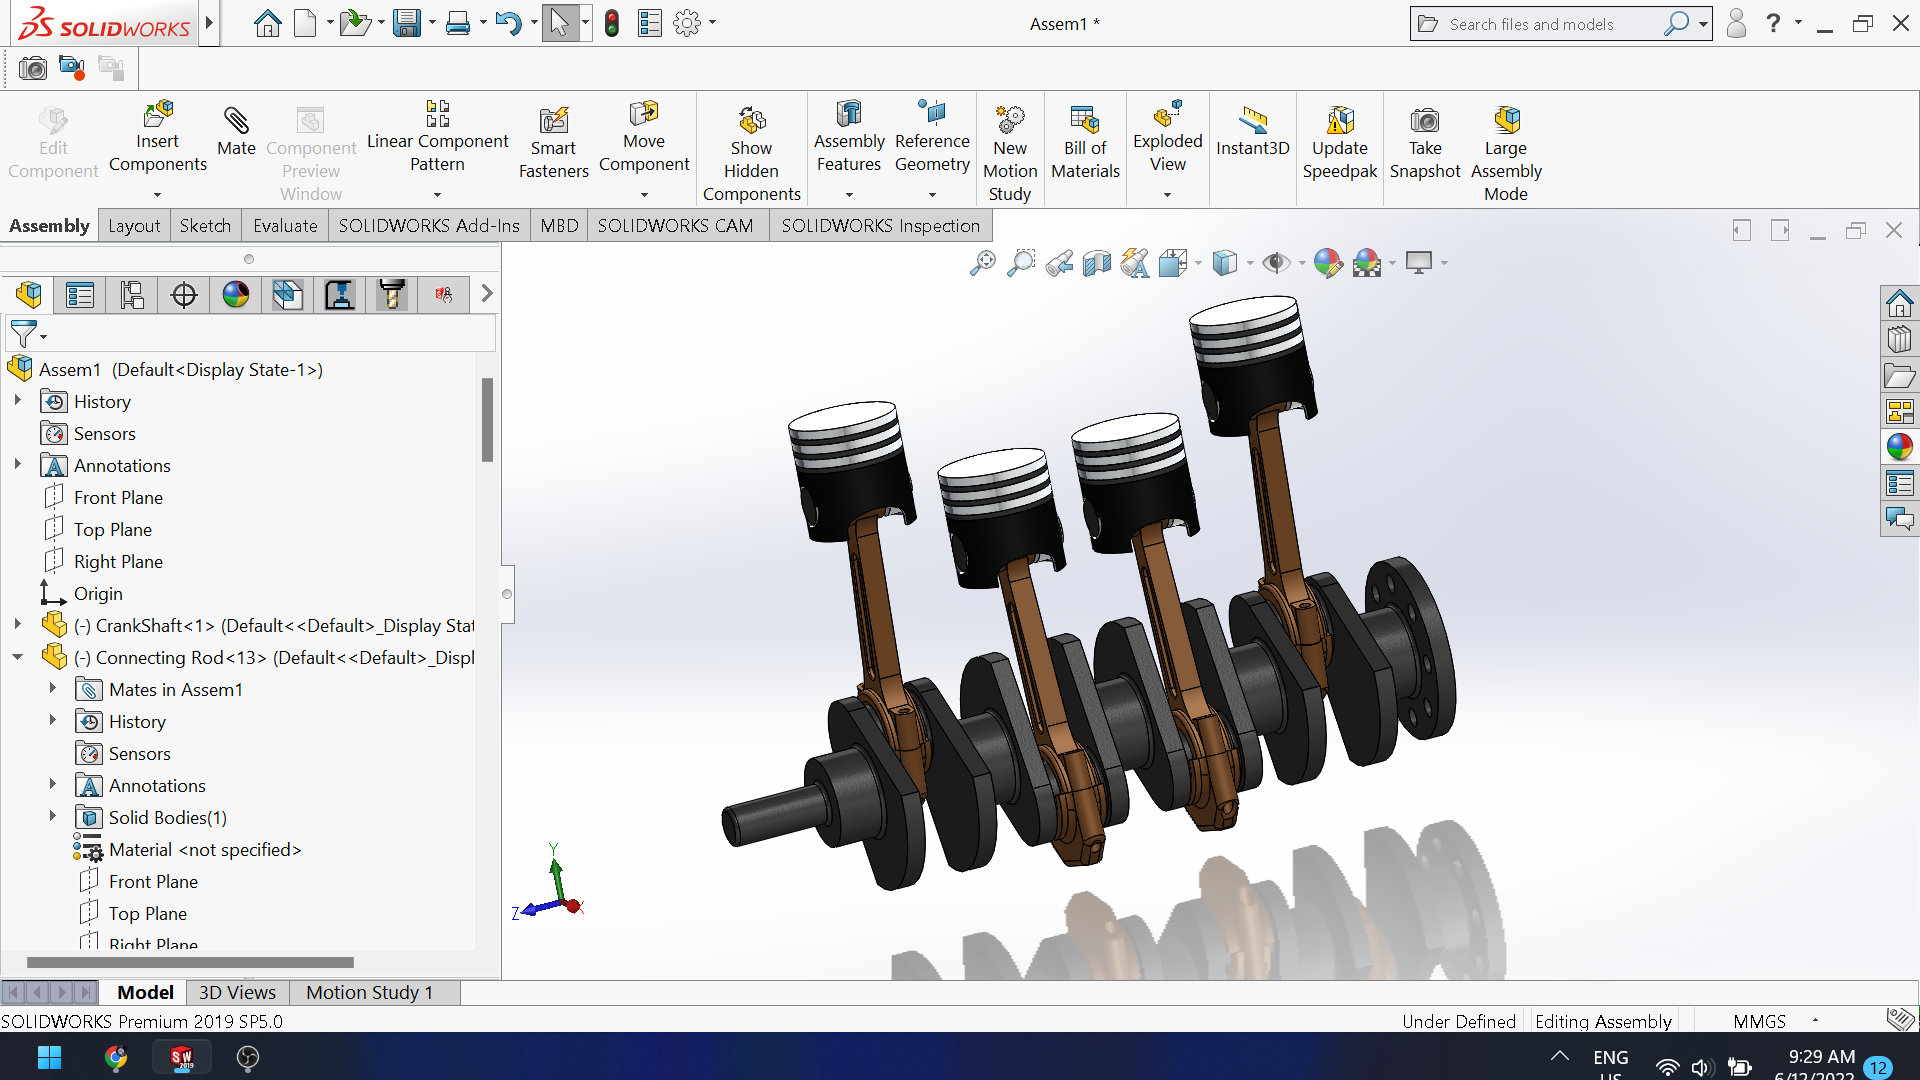 SOLIDWORKS
Assem1 *
Search files and models
?
Edit Component
Insert Components
Mate
Component Preview Window
Linear Component Pattern
Smart Fasteners
Move Component
Show Hidden Components
Assembly Features
Reference Geometry
New Motion Study
Bill of Materials
Exploded View
Instant3D
Update Speedpak
Take Snapshot
Large Assembly Mode
Assembly
Layout
Sketch
Evaluate
SOLIDWORKS Add-Ins
MBD
SOLIDWORKS CAM
SOLIDWORKS Inspection
Assem1 (Default<Display State-1>)
History
Sensors
Annotations
Front Plane
Top Plane
Right Plane
Origin
(-) CrankShaft<1> (Default<<Default>_Display Stat
(-) Connecting Rod<13> (Default<<Default>_Displ
Mates in Assem1
History
Sensors
Annotations
Solid Bodies(1)
Material <not specified>
Front Plane
Top Plane
Right Plane
Y
Z
X
Model
3D Views
Motion Study 1
SOLIDWORKS Premium 2019 SP5.0
Under Defined
Editing Assembly
MMGS
SW
2019
ENG
US
9:29 AM
6/12/2022
12